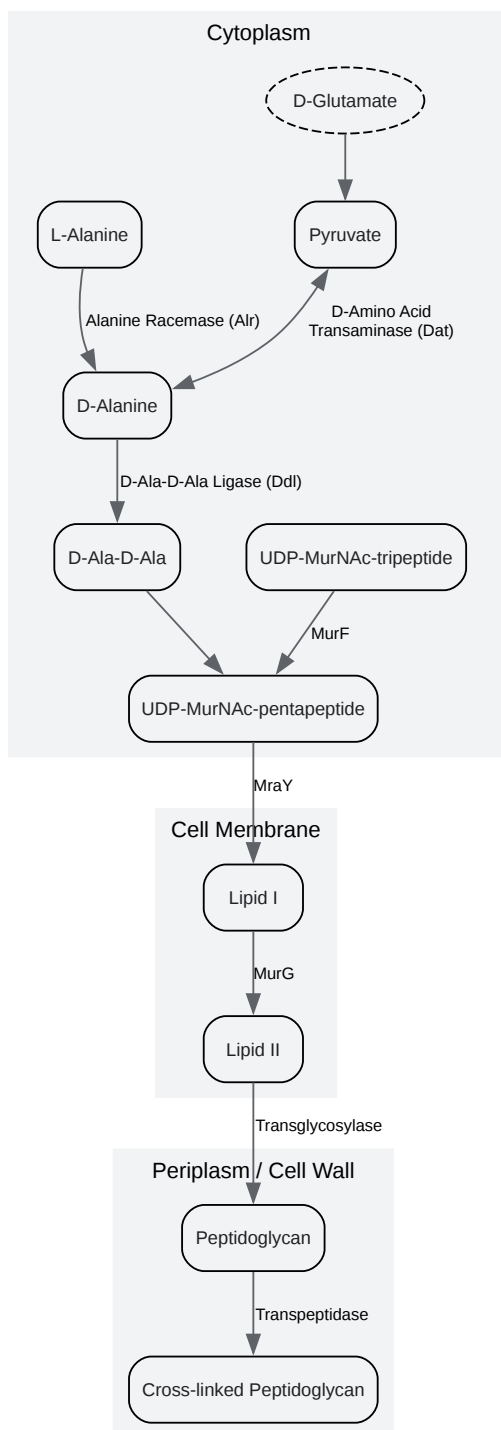 Cytoplasm
D-Glutamate
L-Alanine
Pyruvate
Alanine Racemase (Alr)
D-Amino Acid
Transaminase (Dat)
D-Alanine
D-Ala-D-Ala Ligase (Ddl)
D-Ala-D-Ala
UDP-MurNAc-tripeptide
MurF
UDP-MurNAc-pentapeptide
MraY
Cell Membrane
Lipid I
MurG
Lipid II
Transglycosylase
Periplasm / Cell Wall
Peptidoglycan
Transpeptidase
Cross-linked Peptidoglycan